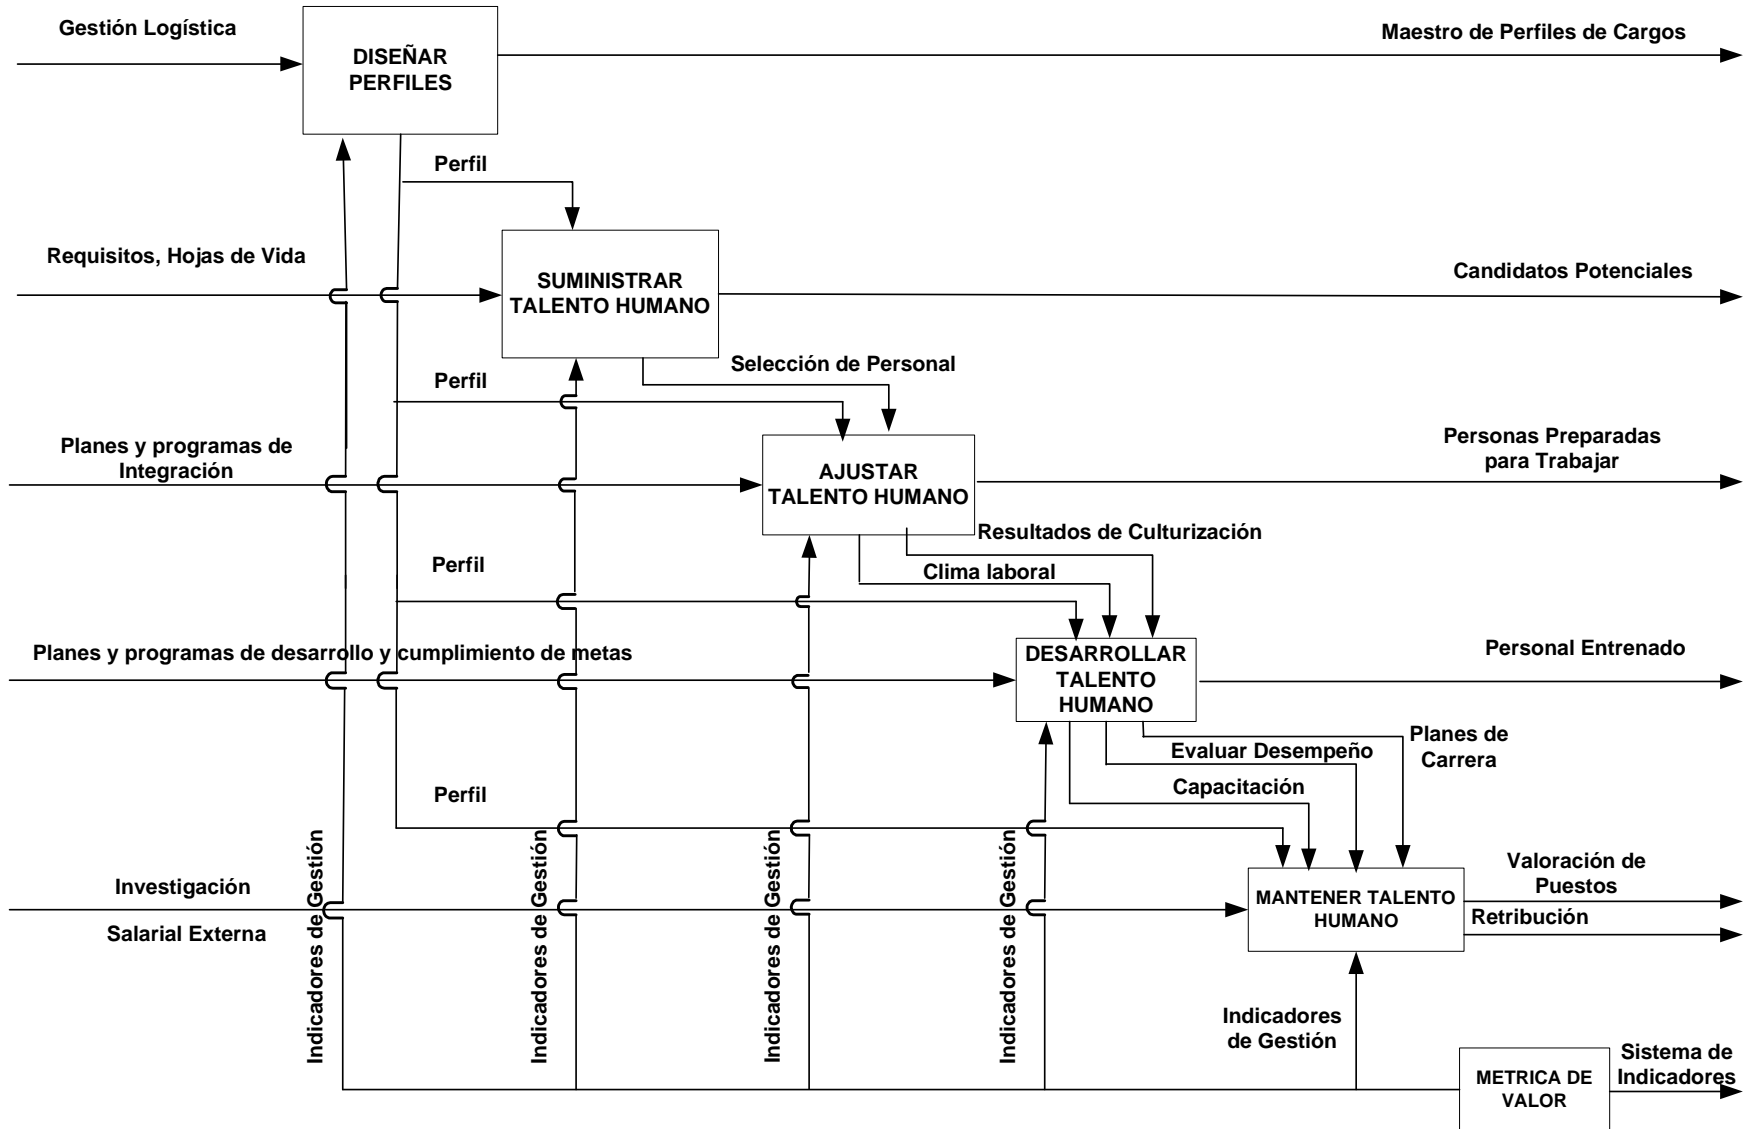 Gestión Logística
Maestro de Perfiles de Cargos
DISEÑAR
PERFILES
Perfil
Requisitos, Hojas de Vida
SUMINISTRAR
TALENTO HUMANO
Candidatos Potenciales
Selección de Personal
Perfil
Planes y programas de
Integración
AJUSTAR
TALENTO HUMANO
Personas Preparadas
para Trabajar
Resultados de Culturización
Clima laboral
Perfil
Planes y programas de desarrollo y cumplimiento de metas
DESARROLLAR
TALENTO
HUMANO
Personal Entrenado
Planes de
Carrera
Evaluar Desempeño
Capacitación
Perfil
Indicadores de Gestión
Indicadores de Gestión
Indicadores de Gestión
Indicadores de Gestión
Investigación
Salarial Externa
MANTENER TALENTO
HUMANO
Valoración de
Puestos
Retribución
Indicadores
de Gestión
METRICA DE
VALOR
Sistema de
Indicadores